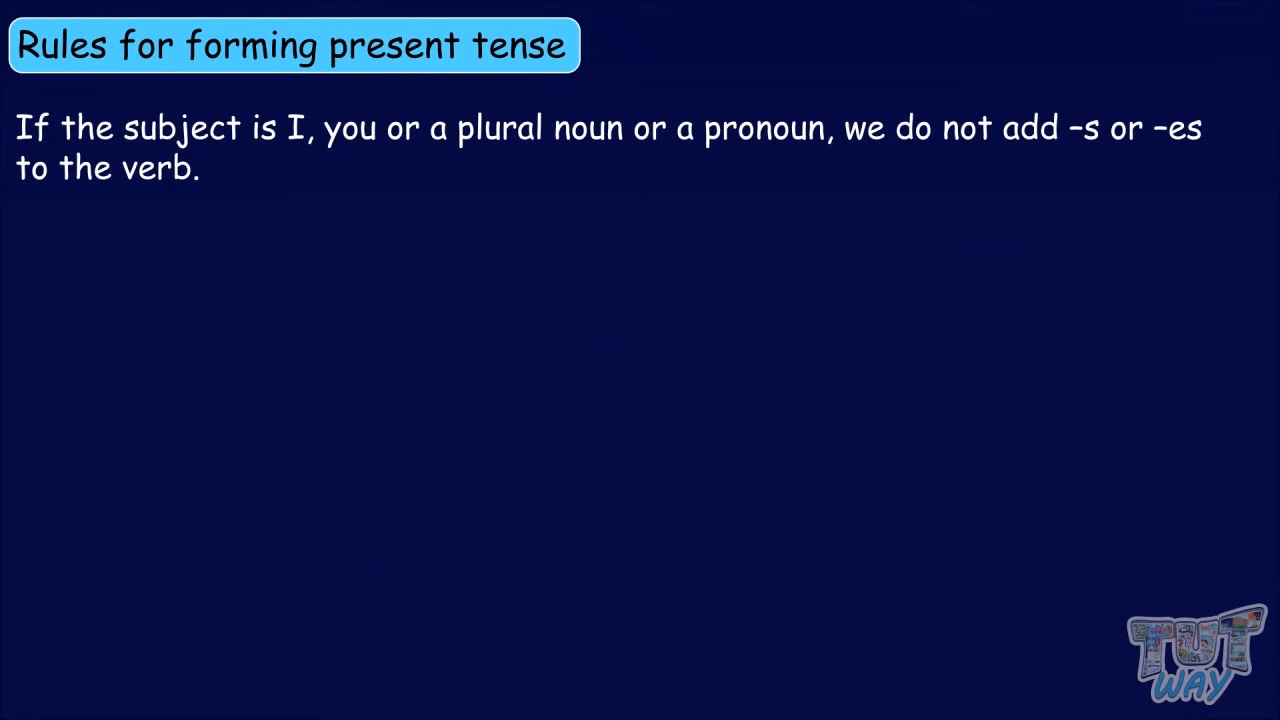 Rules for forming present tense
If the subject is I, you or a plural noun or a pronoun, we do not add –s or –es
to the verb.
TUT
WAY